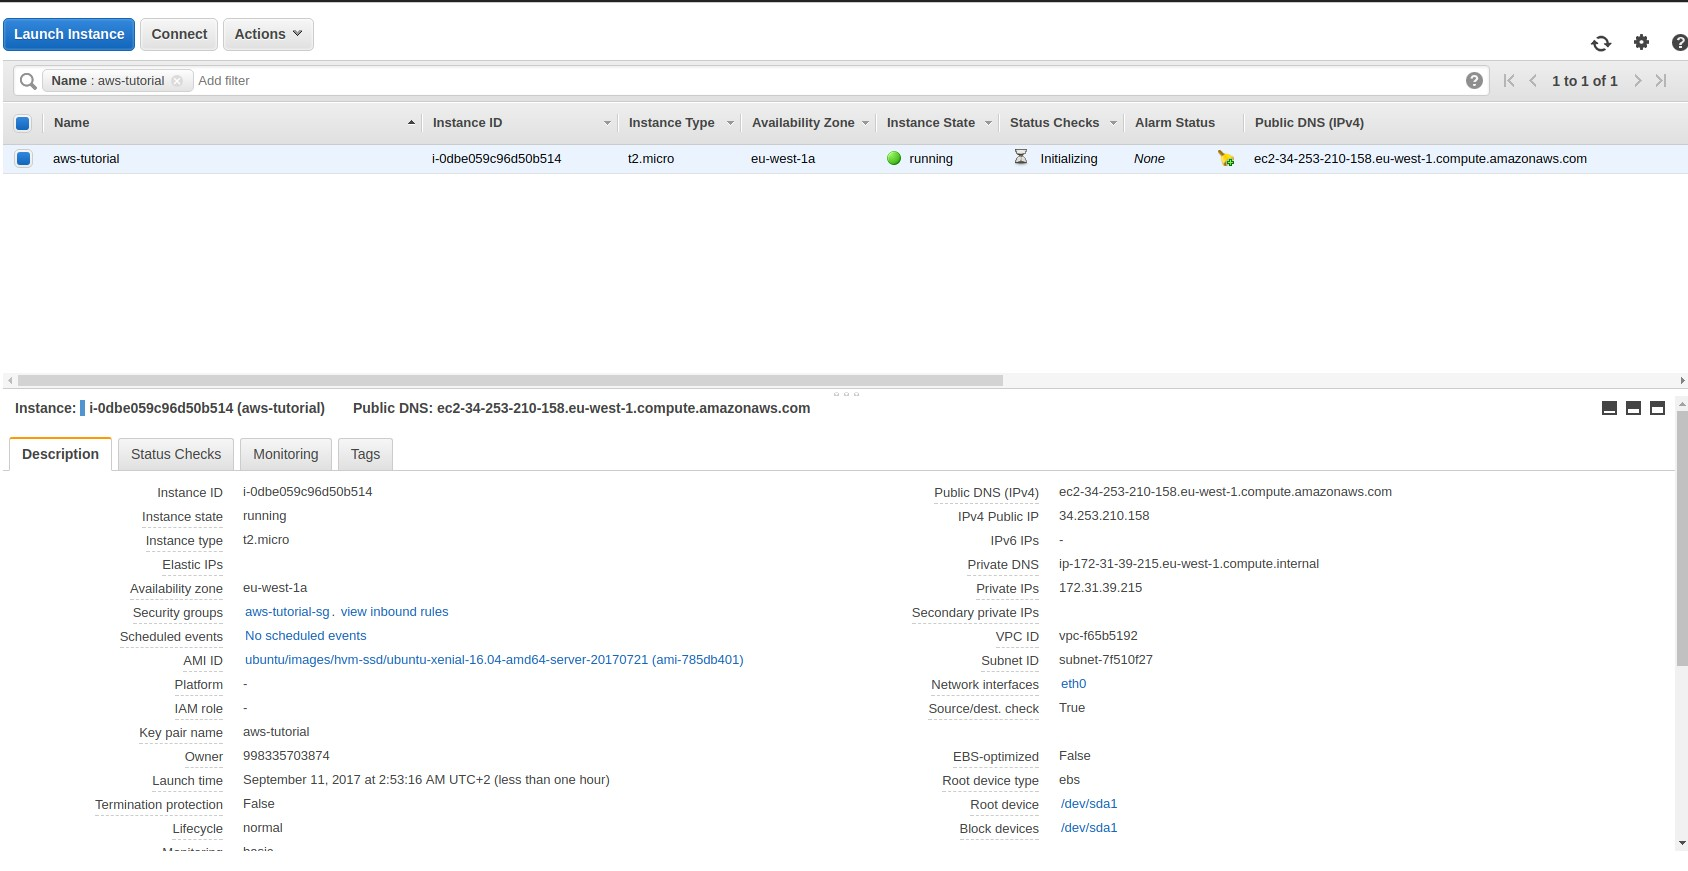 Launch Instance Connect Actions
Name : aws-tutorial Add filter 1 to 1 of 1
Name Instance ID Instance Type Availability Zone Instance State Status Checks Alarm Status Public DNS (IPv4)
aws-tutorial i-0dbe059c96d50b514 t2.micro eu-west-1a running Initializing None ec2-34-253-210-158.eu-west-1.compute.amazonaws.com
Instance: i-0dbe059c96d50b514 (aws-tutorial) Public DNS: ec2-34-253-210-158.eu-west-1.compute.amazonaws.com
Description Status Checks Monitoring Tags
Instance ID i-0dbe059c96d50b514 Public DNS (IPv4) ec2-34-253-210-158.eu-west-1.compute.amazonaws.com
Instance state running IPv4 Public IP 34.253.210.158
Instance type t2.micro IPv6 IPs -
Elastic IPs Private DNS ip-172-31-39-215.eu-west-1.compute.internal
Availability zone eu-west-1a Private IPs 172.31.39.215
Security groups aws-tutorial-sg. view inbound rules Secondary private IPs
Scheduled events No scheduled events VPC ID vpc-f65b5192
AMI ID ubuntu/images/hvm-ssd/ubuntu-xenial-16.04-amd64-server-20170721 (ami-785db401) Subnet ID subnet-7f510f27
Platform - Network interfaces eth0
IAM role - Source/dest. check True
Key pair name aws-tutorial
Owner 998335703874 EBS-optimized False
Launch time September 11, 2017 at 2:53:16 AM UTC+2 (less than one hour) Root device type ebs
Termination protection False Root device /dev/sda1
Lifecycle normal Block devices /dev/sda1
Monitoring basic